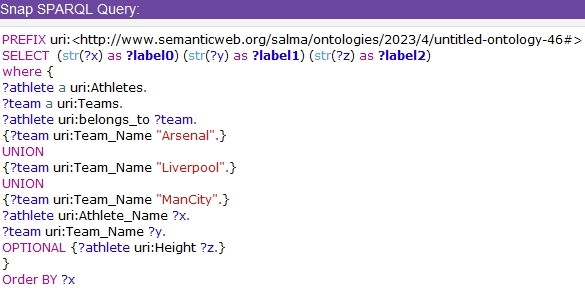 Snap SPARQL Query:
PREFIX uri:<http://www.semanticweb.org/salma/ontologies/2023/4/untitled-ontology-46#>
SELECT (str(?x) as ?label0) (str(?y) as ?label1) (str(?z) as ?label2)
where {
?athlete a uri:Athletes.
?team a uri:Teams.
?athlete uri:belongs_to ?team.
{?team uri:Team_Name "Arsenal".}
UNION
{?team uri:Team_Name "Liverpool".}
UNION
{?team uri:Team_Name "ManCity".}
?athlete uri:Athlete_Name ?x.
?team uri:Team_Name ?y.
OPTIONAL {?athlete uri:Height ?z.}
}
Order BY ?x